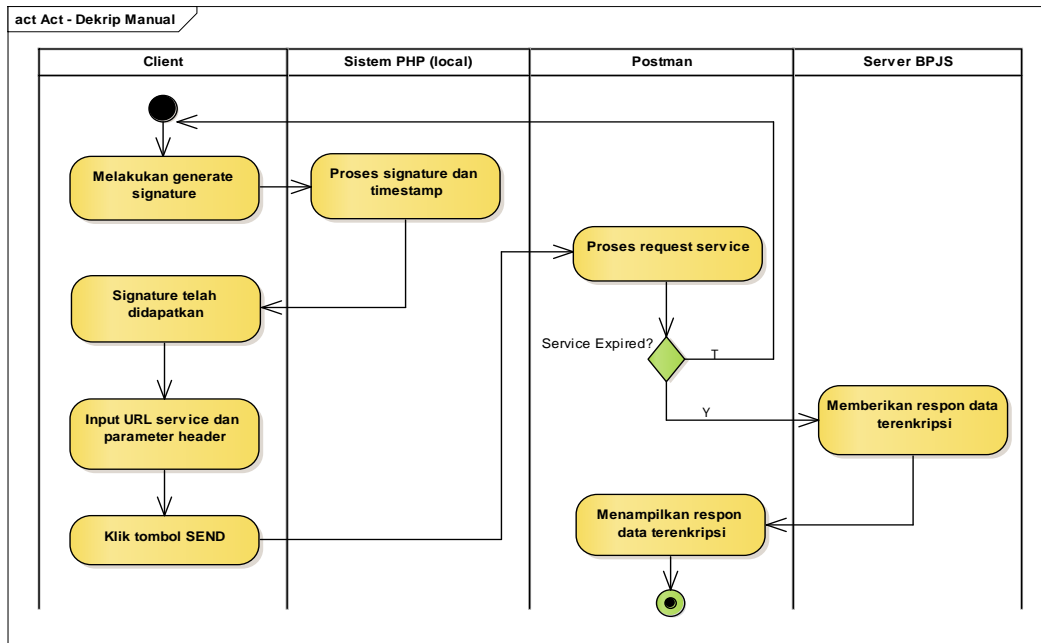 act Act - Dekrip Manual
Client
Sistem PHP (local)
Postman
Server BPJS
Melakukan generate
signature
Proses signature dan
timestamp
Proses request service
Signature telah
didapatkan
Service Expired?
T
Input URL service dan
parameter header
Y
Memberikan respon data
terenkripsi
Klik tombol SEND
Menampilkan respon
data terenkripsi